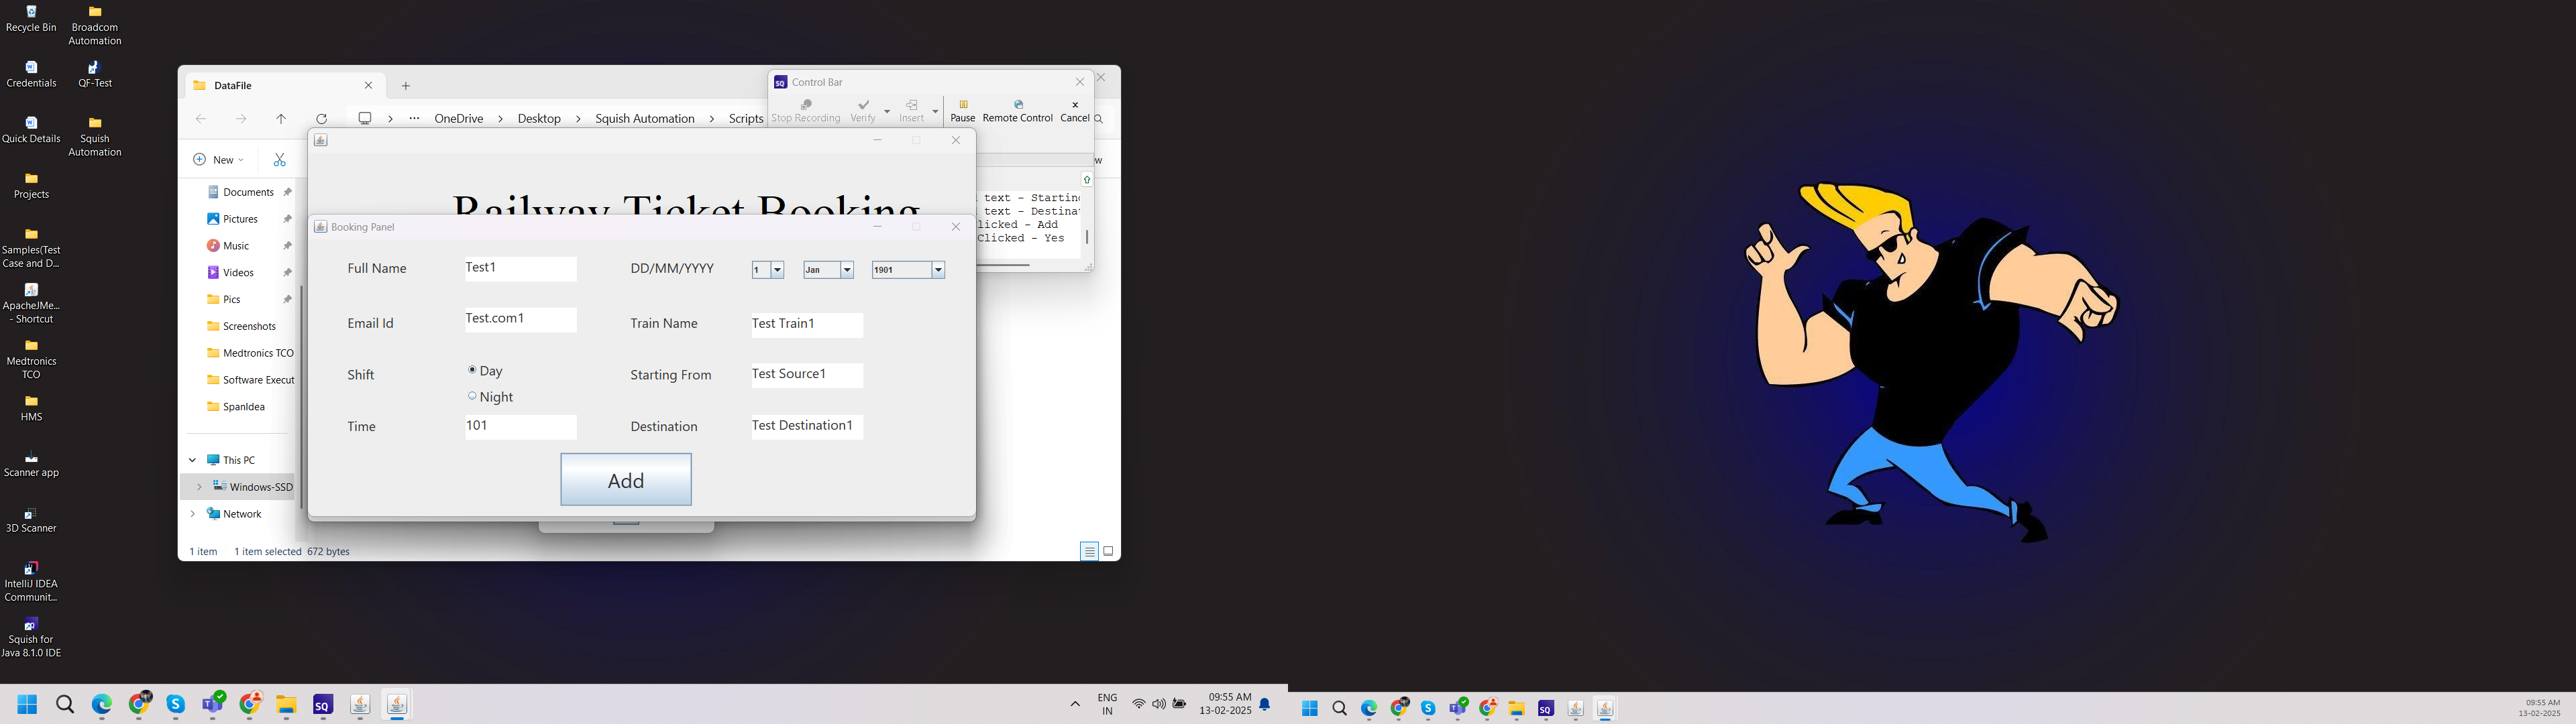 Recycle Bin
Broadcom
Automation
Credentials
QF-Test
Quick Details
Squish
Automation
Projects
Samples(Test
Case and D...
ApacheJMe...
- Shortcut
Medtronics
TCO
HMS
Scanner app
3D Scanner
IntelliJ IDEA
Communit...
Squish for
Java 8.1.0 IDE
DataFile
OneDrive
Desktop
Squish Automation
Scripts
New
Documents
Pictures
Music
Videos
Pics
Screenshots
Medtronics TCO
Software Execut
SpanIdea
This PC
Windows-SSD
Network
1 item 1 item selected 672 bytes
SQ Control Bar
Stop Recording Verify Insert Pause Remote Control Cancel
w
text - Starting
text - Destina
licked - Add
Clicked - Yes
Railway Ticket Booking
Booking Panel
Full Name Test1 DD/MM/YYYY 1 Jan 1901
Email Id Test.com1 Train Name Test Train1
Shift Day Starting From Test Source1
Night
Time 101 Destination Test Destination1
Add
SQ
ENG
IN
09:55 AM
13-02-2025
SQ
09:55 AM
13-02-2025